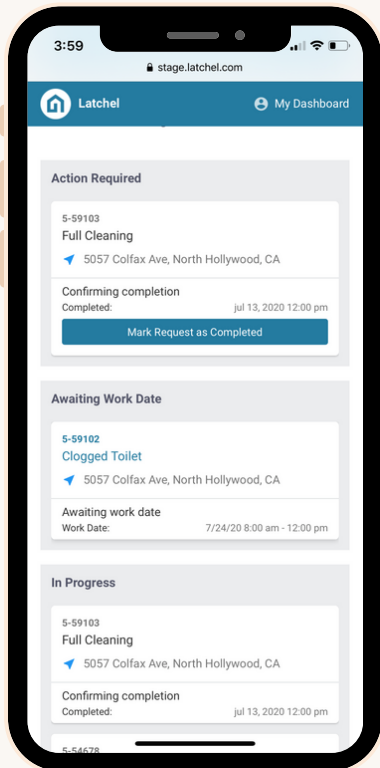 3:59
stage.latchel.com
Latchel
My Dashboard
Action Required
5-59103
Full Cleaning
5057 Colfax Ave, North Hollywood, CA
Confirming completion
Completed: jul 13, 2020 12:00 pm
Mark Request as Completed
Awaiting Work Date
5-59102
Clogged Toilet
5057 Colfax Ave, North Hollywood, CA
Awaiting work date
Work Date: 7/24/20 8:00 am - 12:00 pm
In Progress
5-59103
Full Cleaning
5057 Colfax Ave, North Hollywood, CA
Confirming completion
Completed: jul 13, 2020 12:00 pm
5-54678